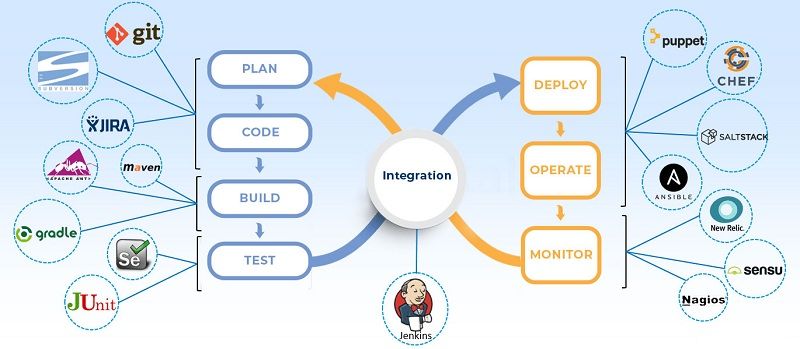 git
SUBVERSION
JIRA
APACHE ANT
maven
gradle
Se
JUnit
PLAN
CODE
BUILD
TEST
Integration
Jenkins
DEPLOY
OPERATE
MONITOR
puppet
CHEF
SALTSTACK
ANSIBLE
A
New Relic.
sensu
Nagios